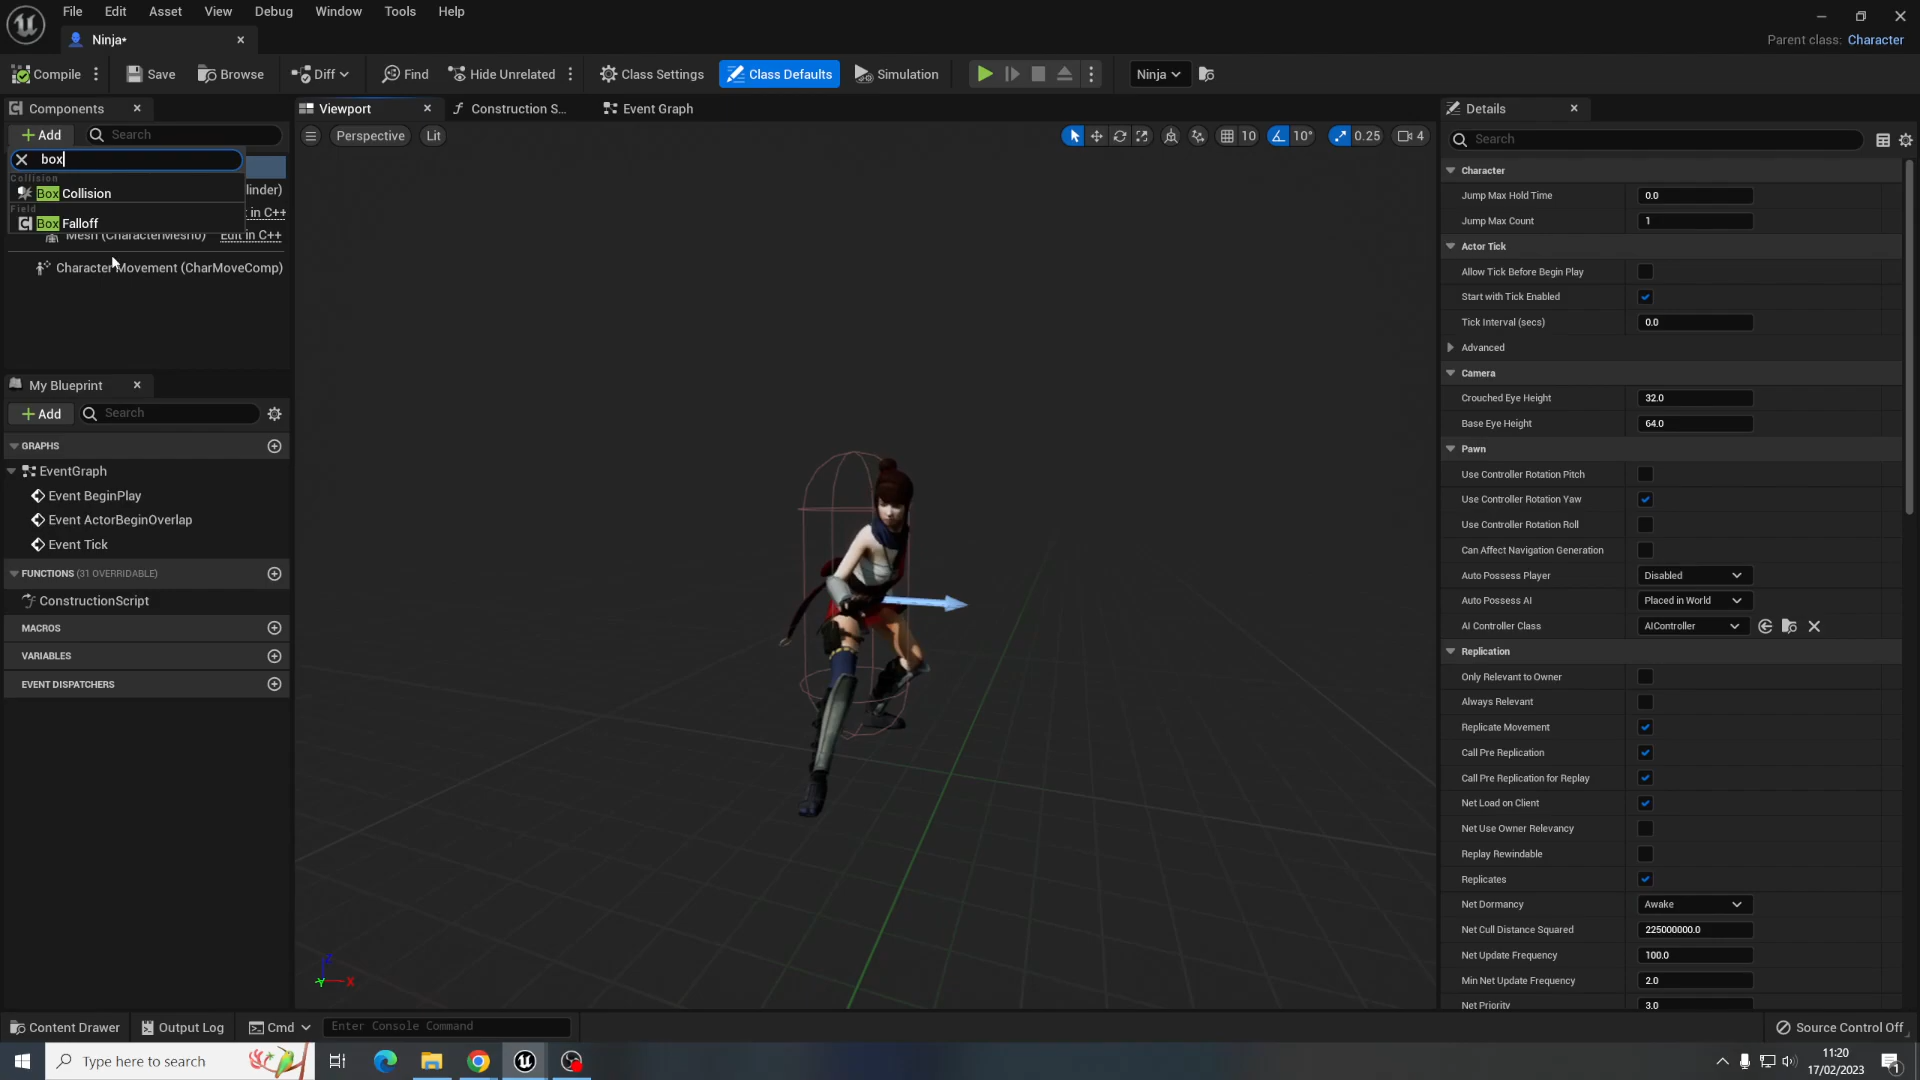 File Edit Asset View Debug Window Tools Help
Ninja•
Parent class: Character
Compile Save Browse Diff Find Hide Unrelated Class Settings Class Defaults Simulation Ninja
Components Viewport Construction S... Event Graph Details
Add Search
Perspective Lit 10 10° 0.25 4
Search
box
Collision
Box Collision
Field
Box Falloff
linder)
in C++
Mesh (CharacterMesh0) Edit in C++
Character Movement (CharMoveComp)
My Blueprint
Add Search
GRAPHS
EventGraph
Event BeginPlay
Event ActorBeginOverlap
Event Tick
FUNCTIONS (31 OVERRIDABLE)
ConstructionScript
MACROS
VARIABLES
EVENT DISPATCHERS
Z
Y X
Character
Jump Max Hold Time 0.0
Jump Max Count 1
Actor Tick
Allow Tick Before Begin Play
Start with Tick Enabled
Tick Interval (secs) 0.0
Advanced
Camera
Crouched Eye Height 32.0
Base Eye Height 64.0
Pawn
Use Controller Rotation Pitch
Use Controller Rotation Yaw
Use Controller Rotation Roll
Can Affect Navigation Generation
Auto Possess Player Disabled
Auto Possess AI Placed in World
AI Controller Class AIController
Replication
Only Relevant to Owner
Always Relevant
Replicate Movement
Call Pre Replication
Call Pre Replication for Replay
Net Load on Client
Net Use Owner Relevancy
Replay Rewindable
Replicates
Net Dormancy Awake
Net Cull Distance Squared 225000000.0
Net Update Frequency 100.0
Min Net Update Frequency 2.0
Net Priority 3.0
Content Drawer Output Log Cmd Enter Console Command Source Control Off
Type here to search
11:20
17/02/2023
1